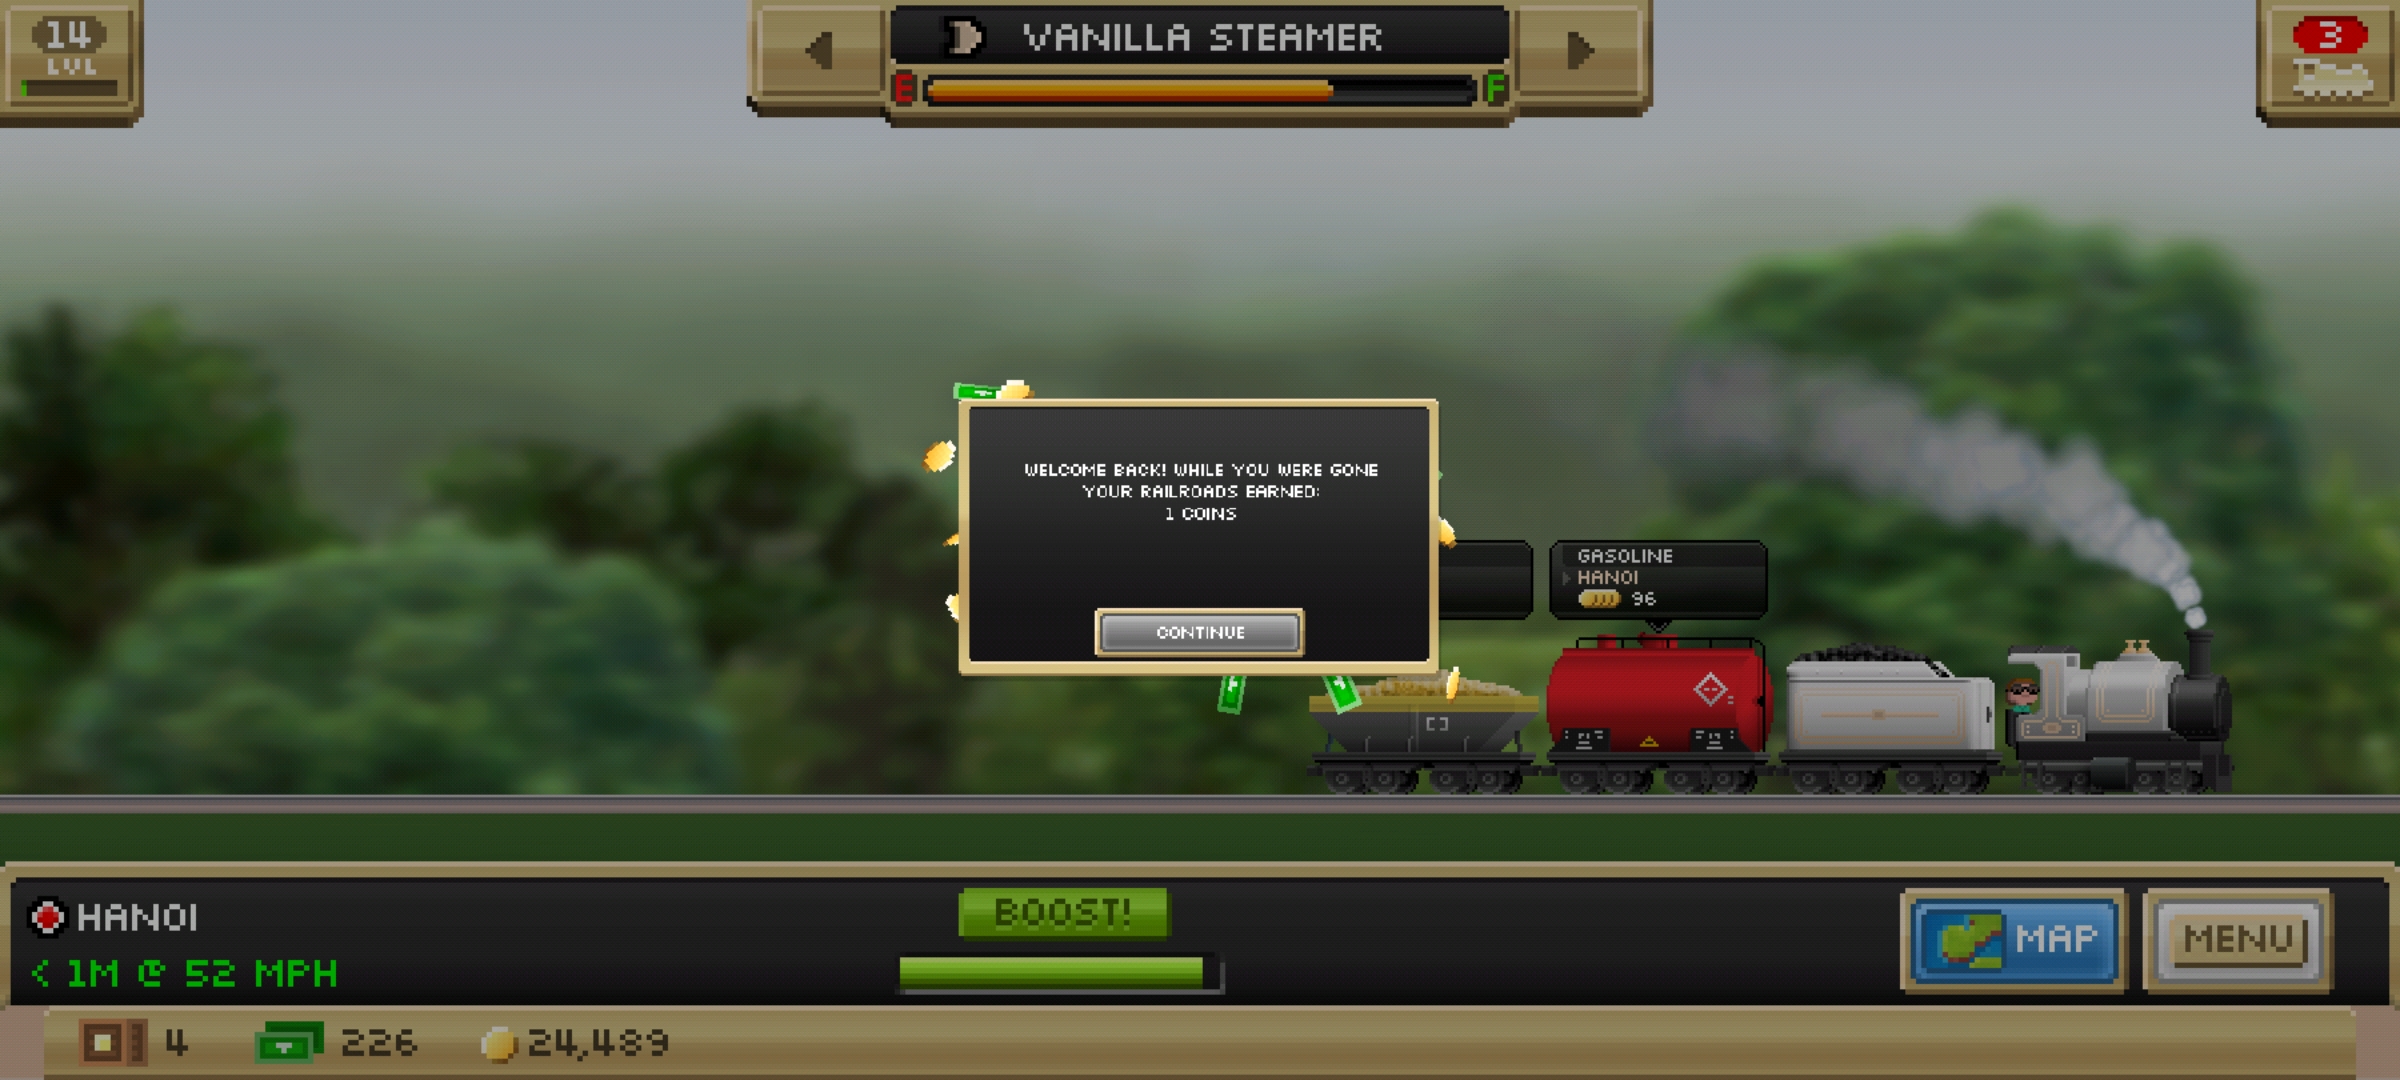 14
LVL
VANILLA STEAMER
E
F
3
WELCOME BACK! WHILE YOU WERE GONE
YOUR RAILROADS EARNED:
1 COINS
CONTINUE
GASOLINE
HANOI
96
HANOI
< 1M @ 52 MPH
BOOST!
MAP
MENU
4
226
24,489